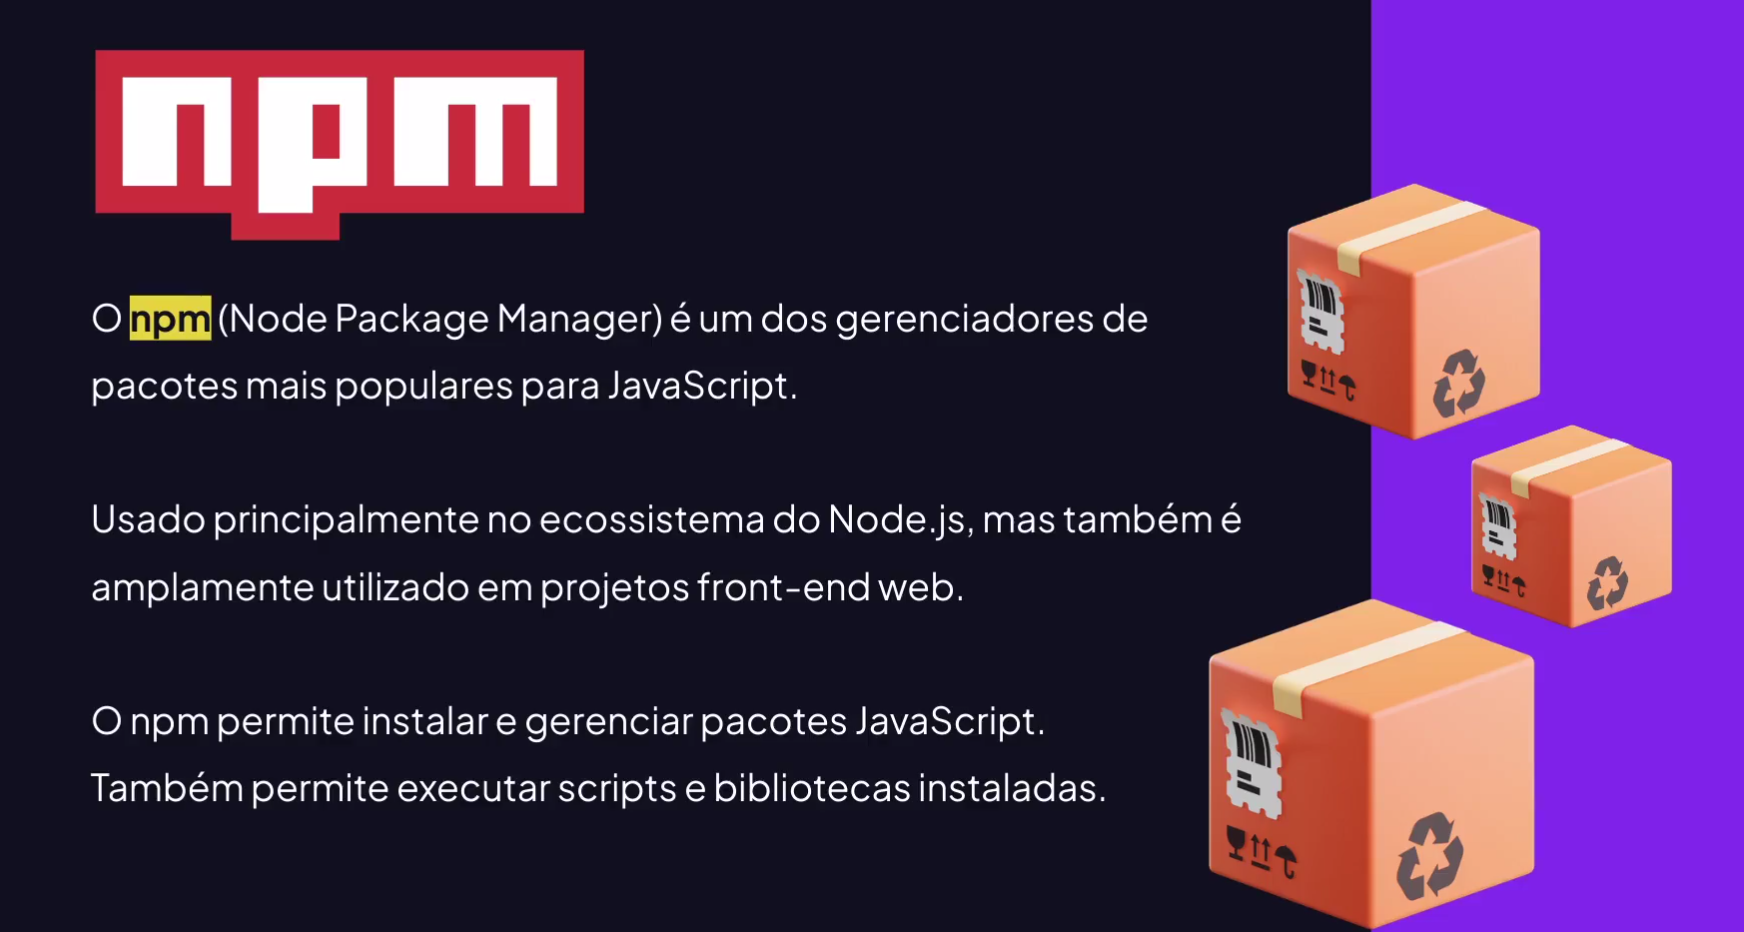 npm
O npm (Node Package Manager) é um dos gerenciadores de
pacotes mais populares para JavaScript.
Usado principalmente no ecossistema do Node.js, mas também é
amplamente utilizado em projetos front-end web.
O npm permite instalar e gerenciar pacotes JavaScript.
Também permite executar scripts e bibliotecas instaladas.